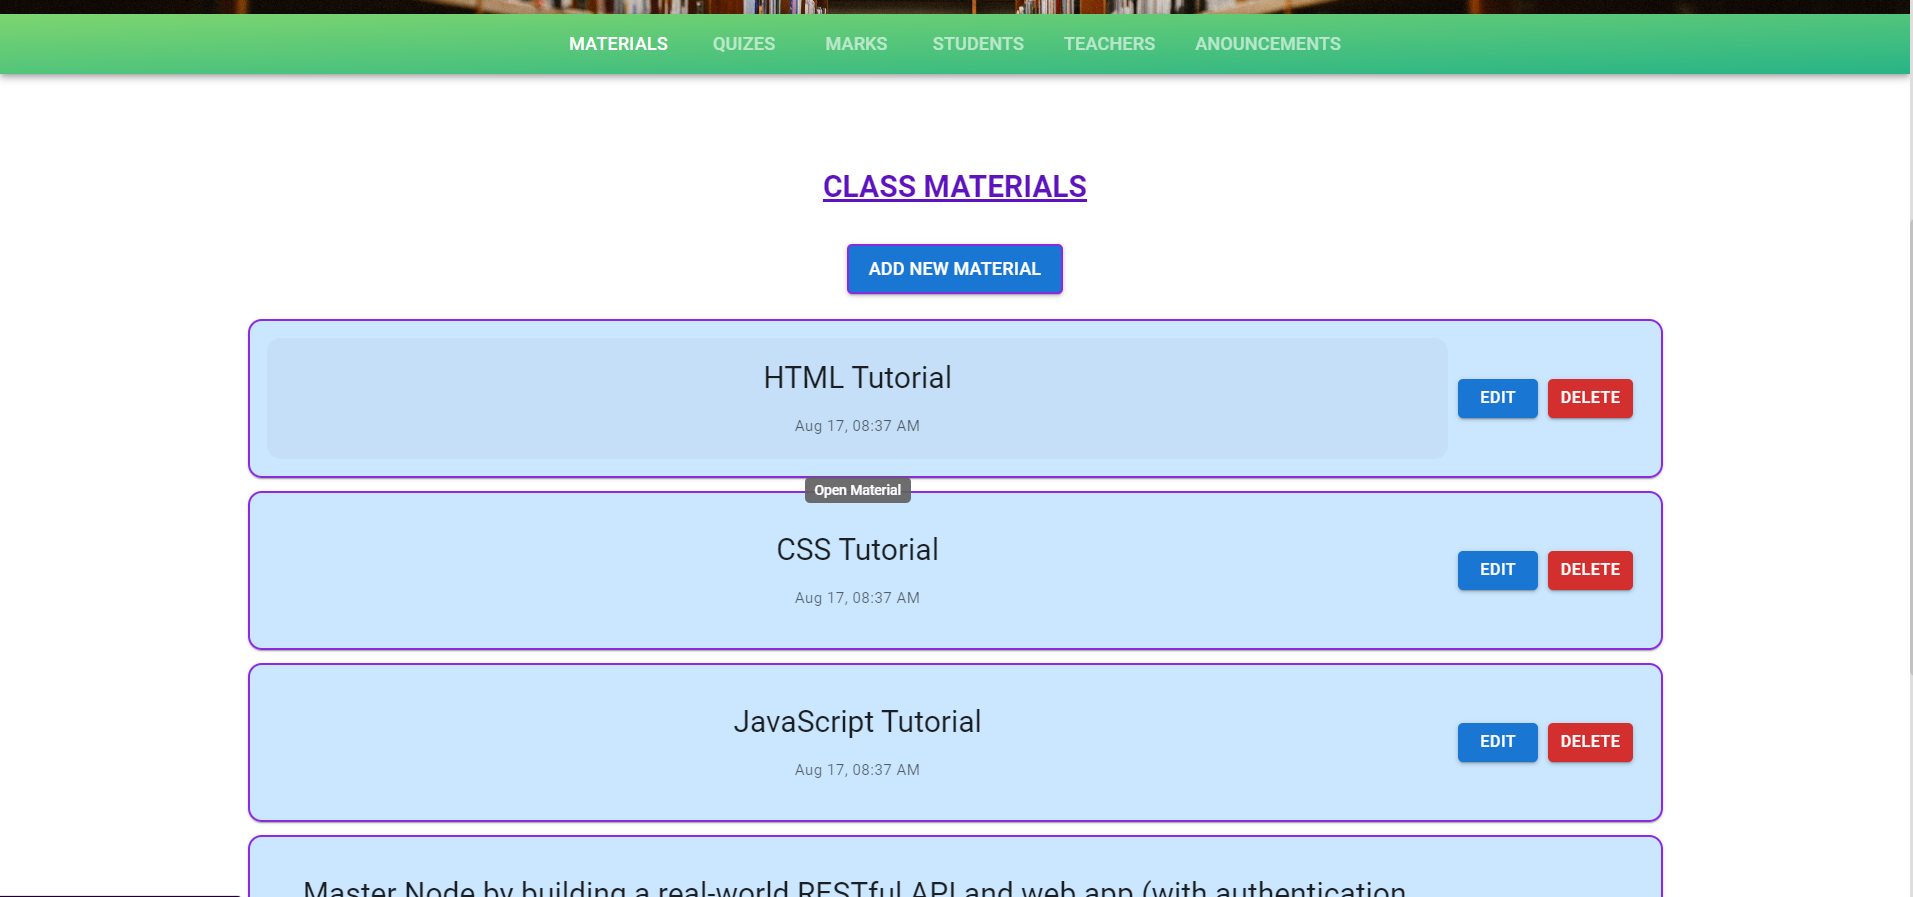 MATERIALS QUIZES MARKS STUDENTS TEACHERS ANOUNCEMENTS
CLASS MATERIALS
ADD NEW MATERIAL
HTML Tutorial
Aug 17, 08:37 AM
EDIT DELETE
Open Material
CSS Tutorial
Aug 17, 08:37 AM
EDIT DELETE
JavaScript Tutorial
Aug 17, 08:37 AM
EDIT DELETE
Master Node by building a real-world RESTful API and web app (with authentication